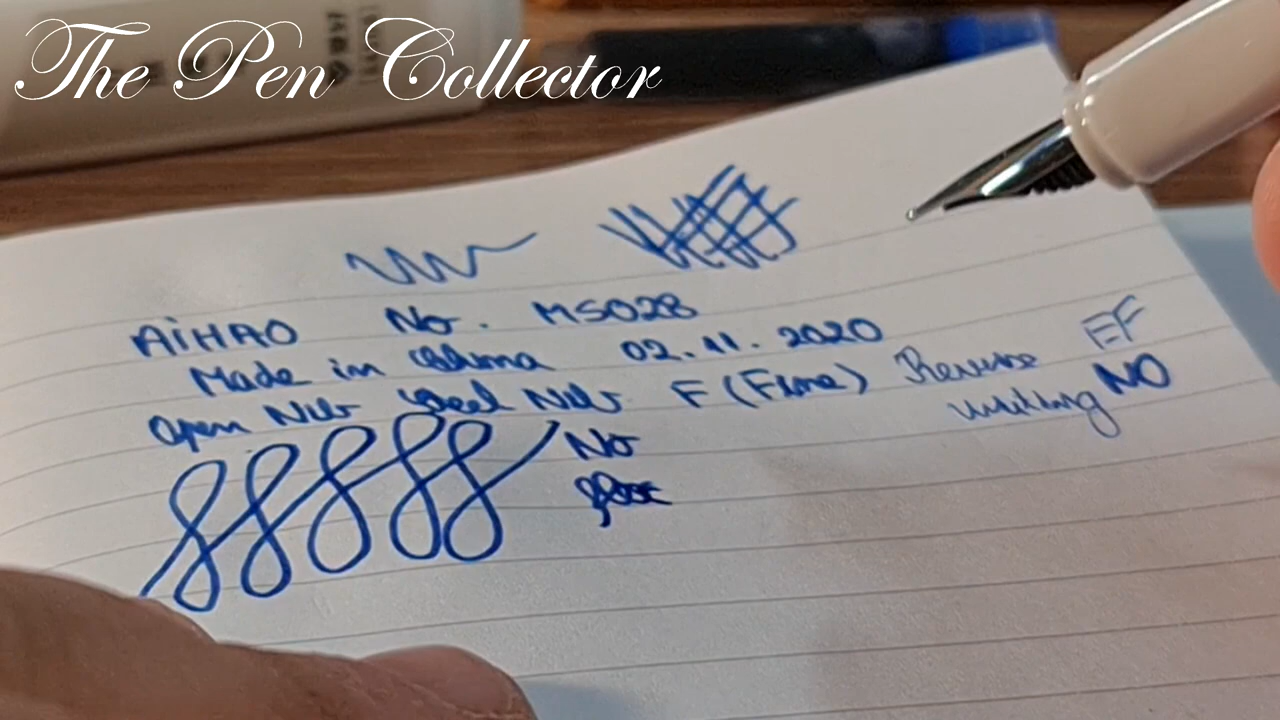 The Pen Collector
AiHAO No. MS028
Made in China 02.11.2020
Open Nib Steel Nib F (Fine) Reverse EF
writing NO
No
flex